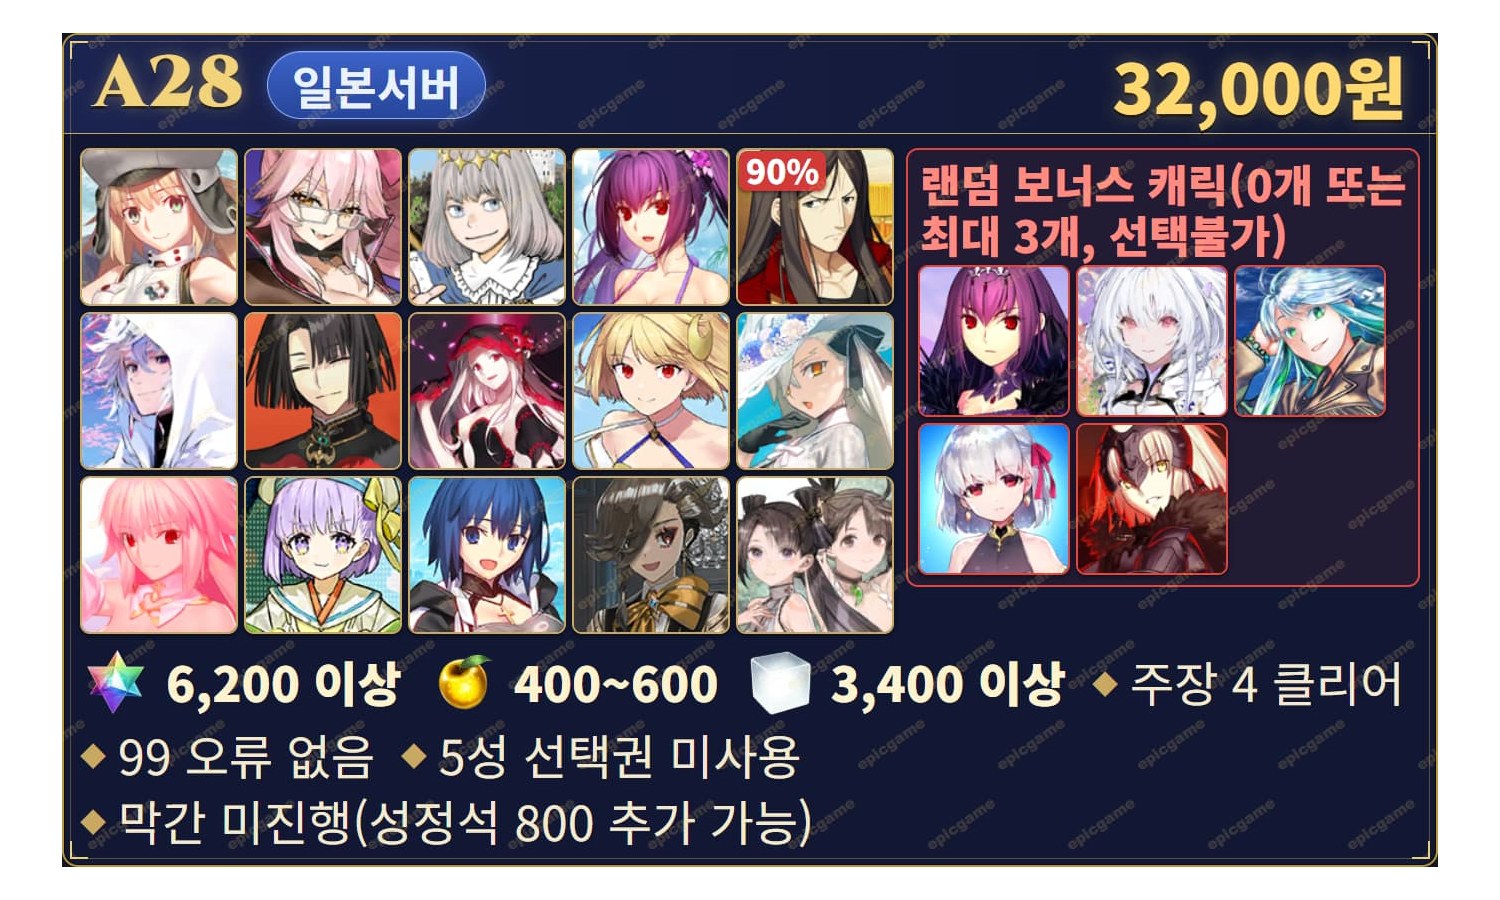 A28 일본서버 32,000원
90%
랜덤 보너스 캐릭(0개 또는
최대 3개, 선택불가)
6,200 이상 400~600 3,400 이상 ◆ 주장 4 클리어
◆ 99 오류 없음 ◆ 5성 선택권 미사용
◆ 막간 미진행(성정석 800 추가 가능)
epicgame